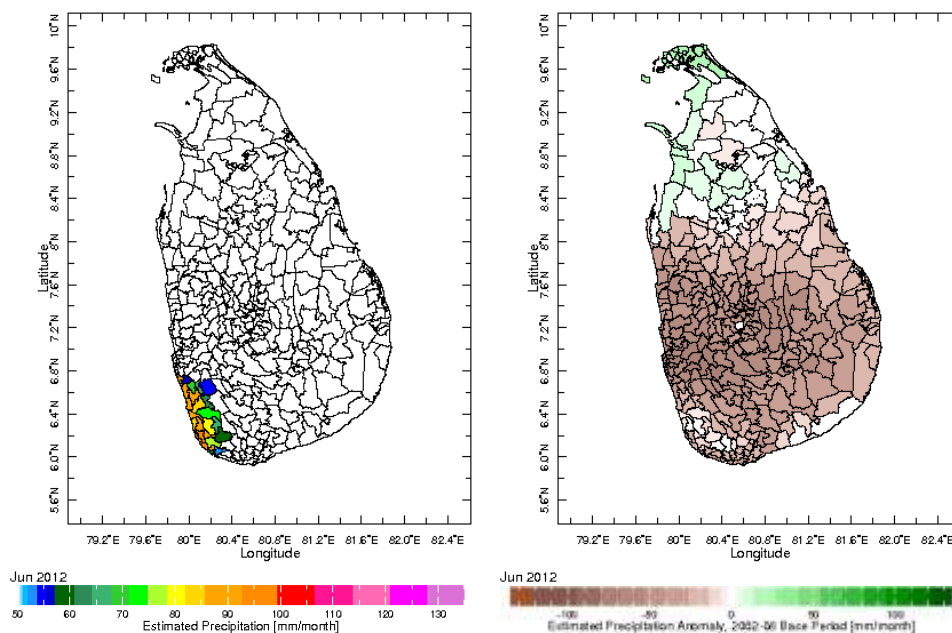 10°N
10°N
9.6°N
9.6°N
9.2°N
9.2°N
8.8°N
8.8°N
8.4°N
8.4°N
Latitude
Latitude
8°N
8°N
7.6°N
7.6°N
7.2°N
7.2°N
6.8°N
6.8°N
6.4°N
6.4°N
6.0°N
6.0°N
5.6°N
5.6°N
79.2°E 79.6°E 80°E 80.4°E 80.8°E 81.2°E 81.6°E 82.0°E 82.4°E
79.2°E 79.6°E 80°E 80.4°E 80.8°E 81.2°E 81.6°E 82.0°E 82.4°E
Longitude
Longitude
Jun 2012
Jun 2012
50 60 70 80 90 100 110 120 130
-100 -50 0 50 100
Estimated Precipitation [mm/month]
Estimated Precipitation Anomaly, Base Period [mm/month]